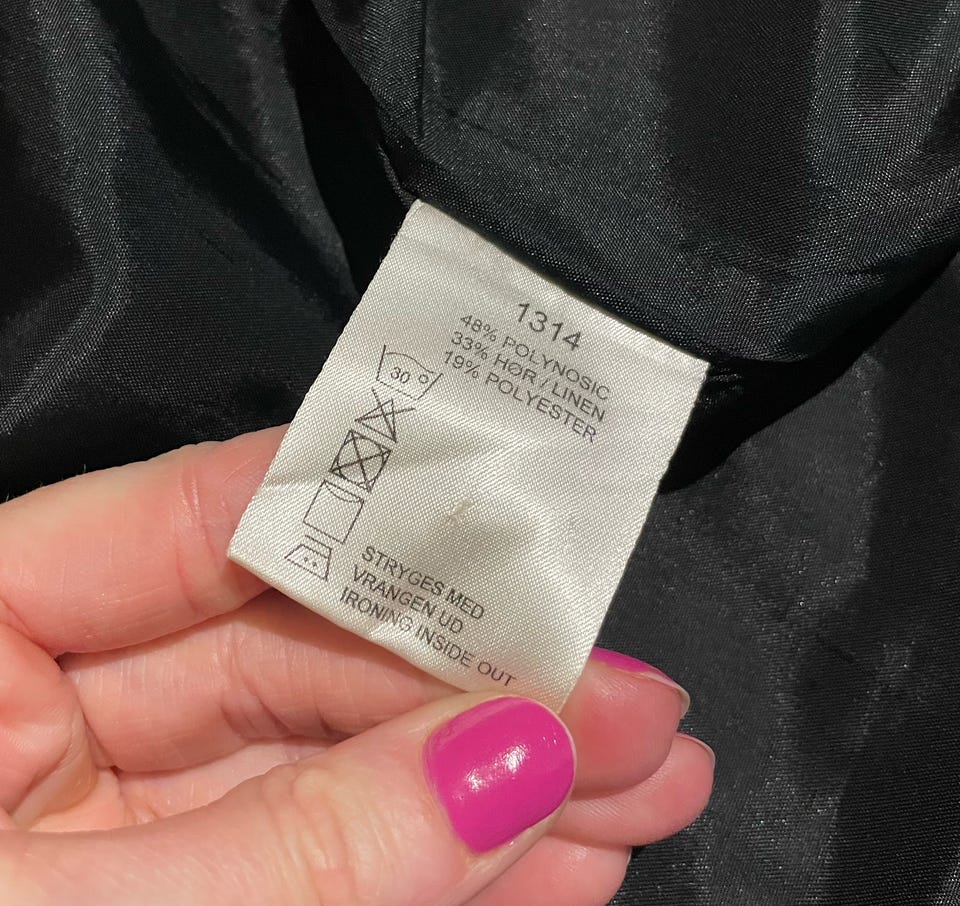 1314
48% POLYNOSIC
33% HØR / LINEN
19% POLYESTER
30°
STRYGES MED
VRANGEN UD
IRONING INSIDE OUT